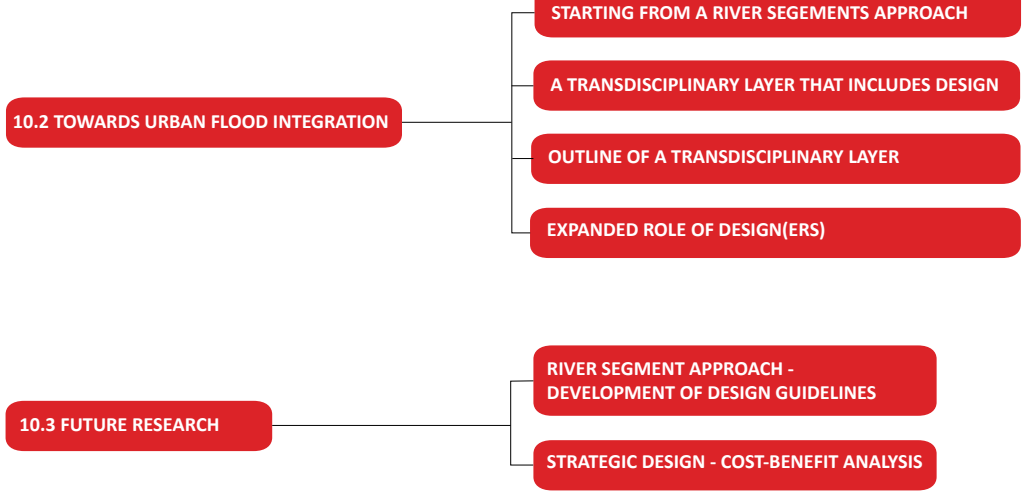 STARTING FROM A RIVER SEGEMENTS APPROACH
A TRANSDISCIPLINARY LAYER THAT INCLUDES DESIGN
10.2 TOWARDS URBAN FLOOD INTEGRATION
OUTLINE OF A TRANSDISCIPLINARY LAYER
EXPANDED ROLE OF DESIGN(ERS)
RIVER SEGMENT APPROACH -
DEVELOPMENT OF DESIGN GUIDELINES
10.3 FUTURE RESEARCH
STRATEGIC DESIGN - COST-BENEFIT ANALYSIS